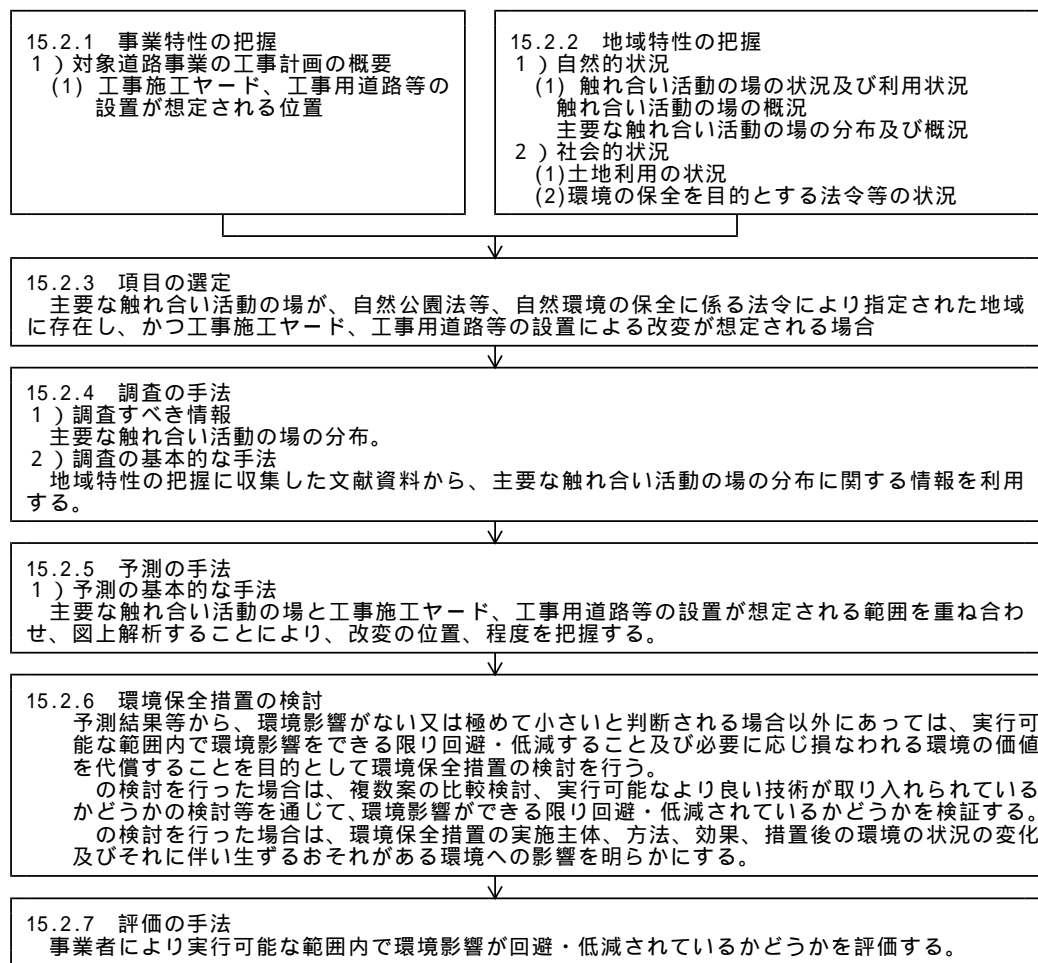 15.2.1 事業特性の把握
1)対象道路事業の工事計画の概要
(1) 工事施工ヤード、工事用道路等の
設置が想定される位置
15.2.2 地域特性の把握
1)自然的状況
(1) 触れ合い活動の場の状況及び利用状況
触れ合い活動の場の概況
主要な触れ合い活動の場の分布及び概況
2)社会的状況
(1)土地利用の状況
(2)環境の保全を目的とする法令等の状況
15.2.3 項目の選定
主要な触れ合い活動の場が、自然公園法等、自然環境の保全に係る法令により指定された地域
に存在し、かつ工事施工ヤード、工事用道路等の設置による改変が想定される場合
15.2.4 調査の手法
1)調査すべき情報
主要な触れ合い活動の場の分布。
2)調査の基本的な手法
地域特性の把握に収集した文献資料から、主要な触れ合い活動の場の分布に関する情報を利用
する。
15.2.5 予測の手法
1)予測の基本的な手法
主要な触れ合い活動の場と工事施工ヤード、工事用道路等の設置が想定される範囲を重ね合わ
せ、図上解析することにより、改変の位置、程度を把握する。
15.2.6 環境保全措置の検討
予測結果等から、環境影響がない又は極めて小さいと判断される場合以外にあっては、実行可
能な範囲内で環境影響をできる限り回避・低減すること及び必要に応じ損なわれる環境の価値
を代償することを目的として環境保全措置の検討を行う。
の検討を行った場合は、複数案の比較検討、実行可能なより良い技術が取り入れられている
かどうかの検討等を通じて、環境影響ができる限り回避・低減されているかどうかを検証する。
の検討を行った場合は、環境保全措置の実施主体、方法、効果、措置後の環境の状況の変化
及びそれに伴い生ずるおそれがある環境への影響を明らかにする。
15.2.7 評価の手法
事業者により実行可能な範囲内で環境影響が回避・低減されているかどうかを評価する。